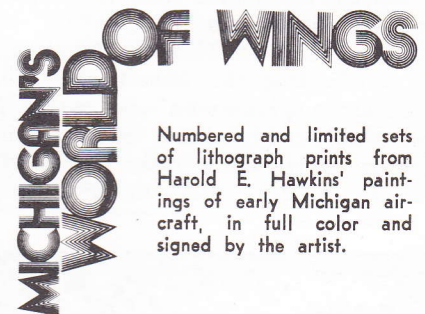 MICHIGAN'S
WORLD OF WINGS
Numbered and limited sets
of lithograph prints from
Harold E. Hawkins' paint-
ings of early Michigan air-
craft, in full color and
signed by the artist.